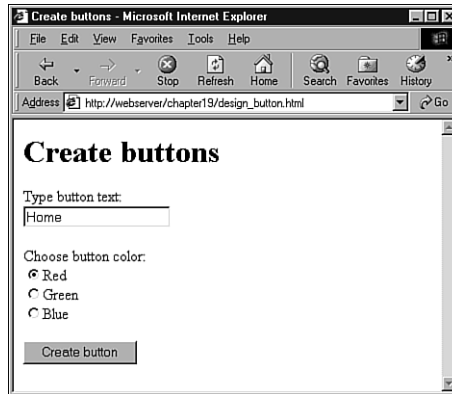 Create buttons - Microsoft Internet Explorer
File Edit View Favorites Tools Help
Back Forward Stop Refresh Home Search Favorites History
Address http://webserver/chapter19/design_button.html Go
Create buttons
Type button text:
Home
Choose button color:
Red
Green
Blue
Create button